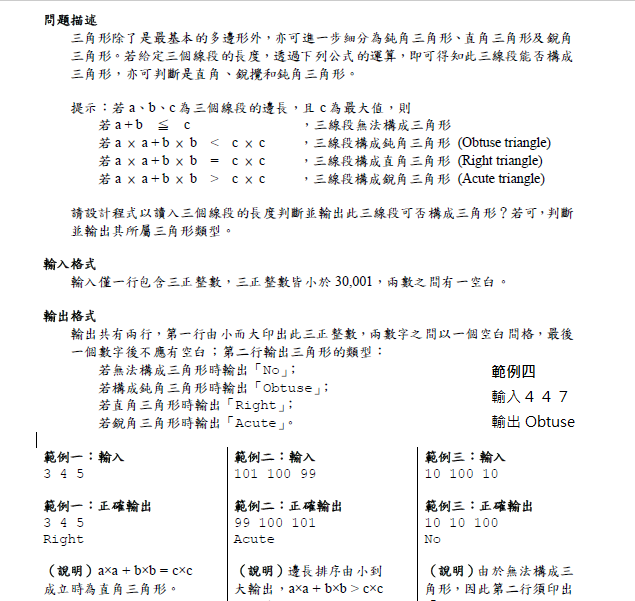 問題描述
三角形除了是最基本的多邊形外，亦可進一步細分為鈍角三角形、直角三角形及銳角
三角形。若給定三個線段的長度，透過下列公式的運算，即可得知此三線段能否構成
三角形，亦可判斷是直角、銳攪和鈍角三角形。
提示：若 a、b、c 為三個線段的邊長，且 c 為最大值，則
若 a + b ≦ c ，三線段無法構成三角形
若 a × a + b × b < c × c ，三線段構成鈍角三角形 (Obtuse triangle)
若 a × a + b × b = c × c ，三線段構成直角三角形 (Right triangle)
若 a × a + b × b > c × c ，三線段構成銳角三角形 (Acute triangle)
請設計程式以讀入三個線段的長度判斷並輸出此三線段可否構成三角形？若可，判斷
並輸出其所屬三角形類型。
輸入格式
輸入僅一行包含三正整數，三正整數皆小於 30,001，兩數之間有一空白。
輸出格式
輸出共有兩行，第一行由小而大印出此三正整數，兩數字之間以一個空白間格，最後
一個數字後不應有空白；第二行輸出三角形的類型：
若無法構成三角形時輸出「No」；
若構成鈍角三角形時輸出「Obtuse」；
若直角三角形時輸出「Right」；
若銳角三角形時輸出「Acute」。
範例四
輸入 4 4 7
輸出 Obtuse
範例一：輸入
3 4 5
範例一：正確輸出
3 4 5
Right
（說明）a×a + b×b = c×c
成立時為直角三角形。
範例二：輸入
101 100 99
範例二：正確輸出
99 100 101
Acute
（說明）邊長排序由小到
大輸出，a×a + b×b > c×c
範例三：輸入
10 100 10
範例三：正確輸出
10 10 100
No
（說明）由於無法構成三
角形，因此第二行須印出